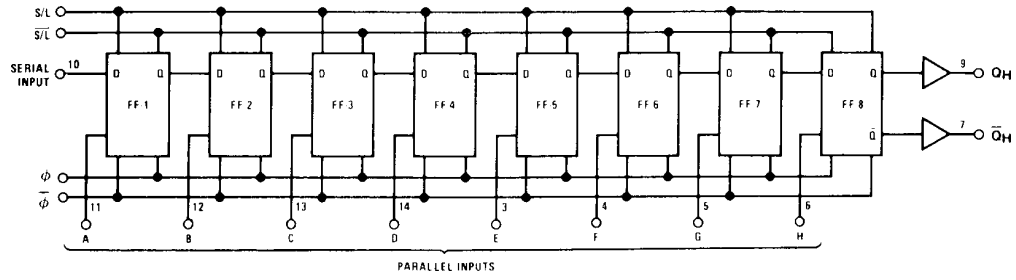 S/L
S/L̅
SERIAL INPUT 10
D Q D Q D Q D Q D Q D Q D Q D Q
9 QH
FF 1 FF 2 FF 3 FF 4 FF 5 FF 6 FF 7 FF 8
Q̅ 7 Q̅H
ϕ
ϕ̅
11 12 13 14 3 4 5 6
A B C D E F G H
PARALLEL INPUTS